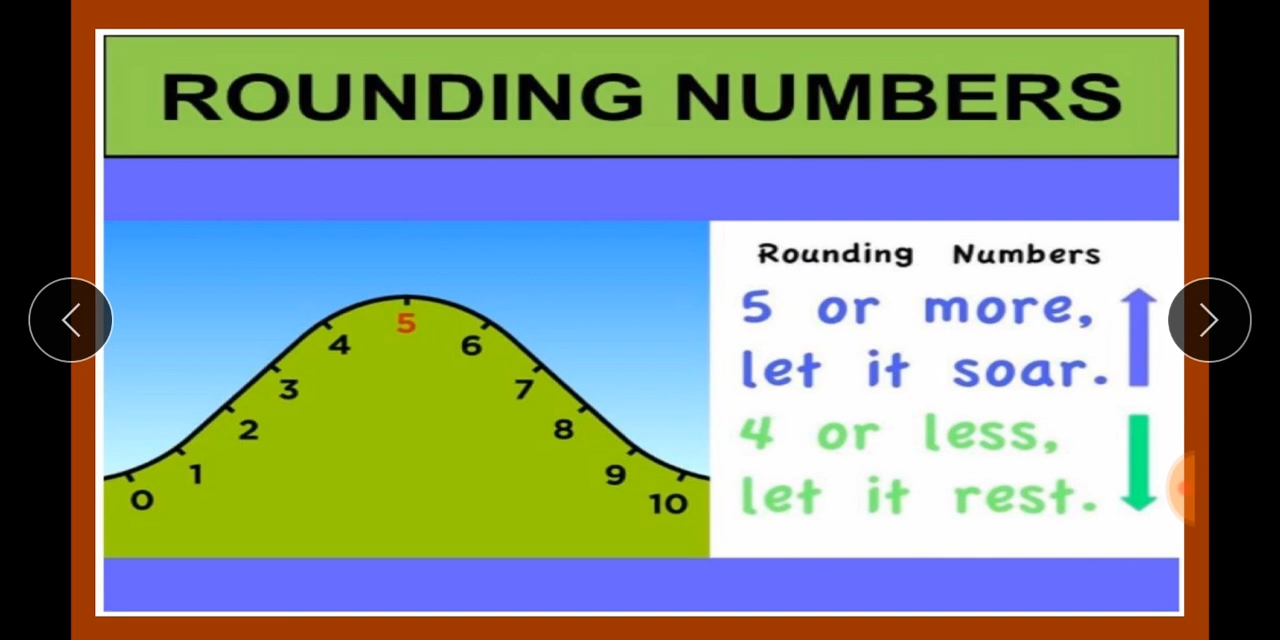 ROUNDING NUMBERS
0
1
2
3
4
5
6
7
8
9
10
Rounding Numbers
5 or more,
let it soar.
4 or less,
let it rest.